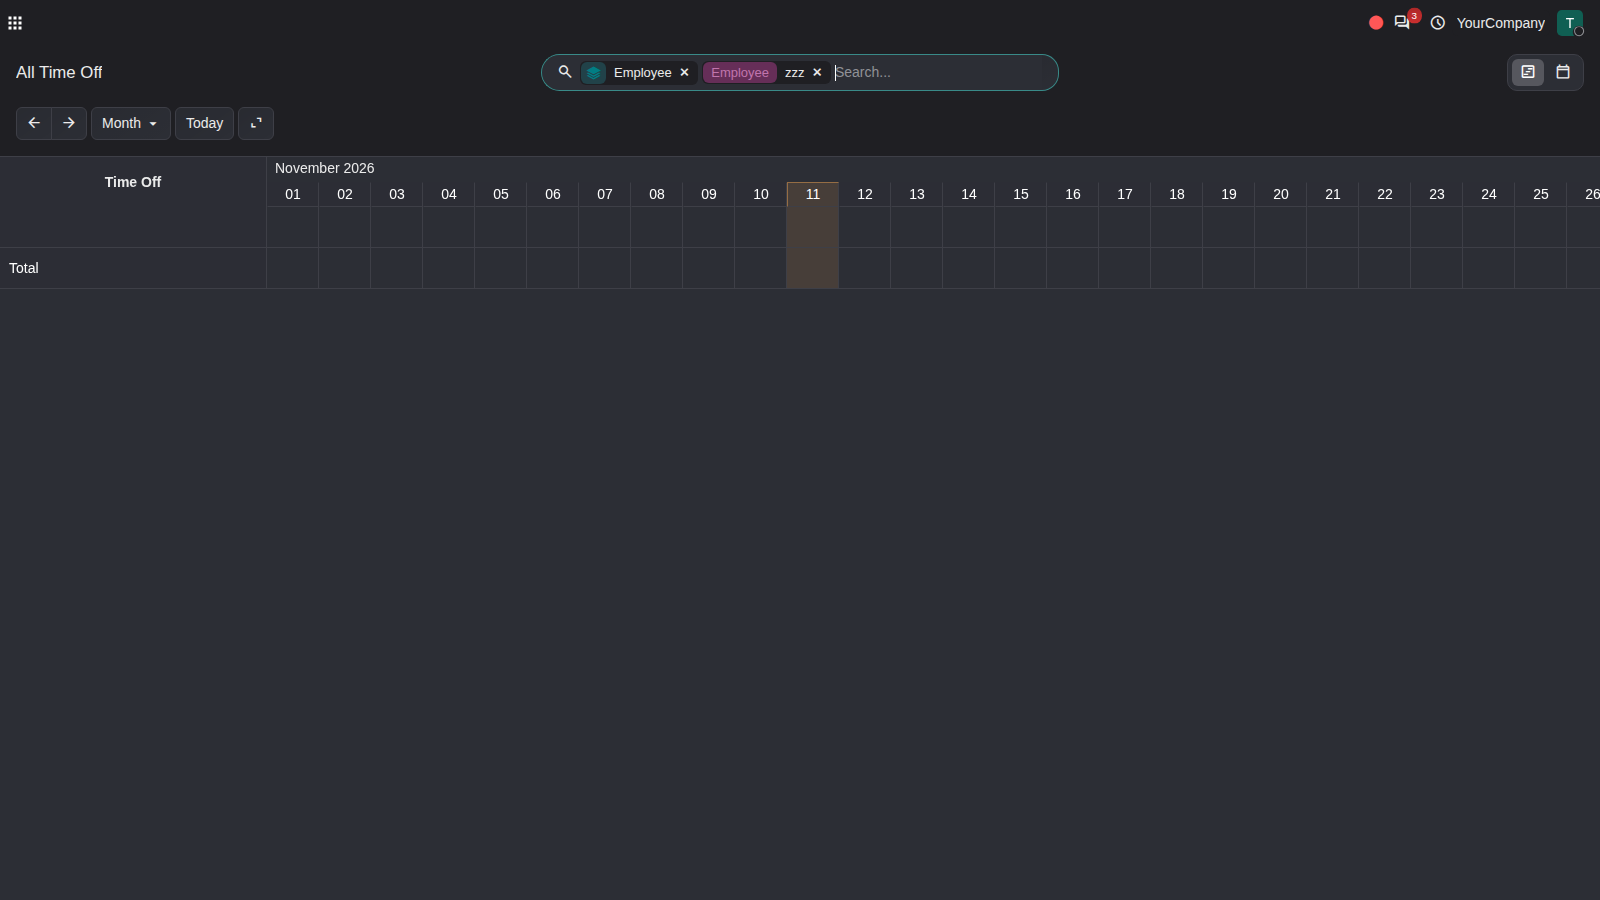 3
YourCompany
T
All Time Off
Employee
Employee zzz
Search...
Month
Today
Time Off
November 2026
01 02 03 04 05 06 07 08 09 10 11 12 13 14 15 16 17 18 19 20 21 22 23 24 25 26
Total